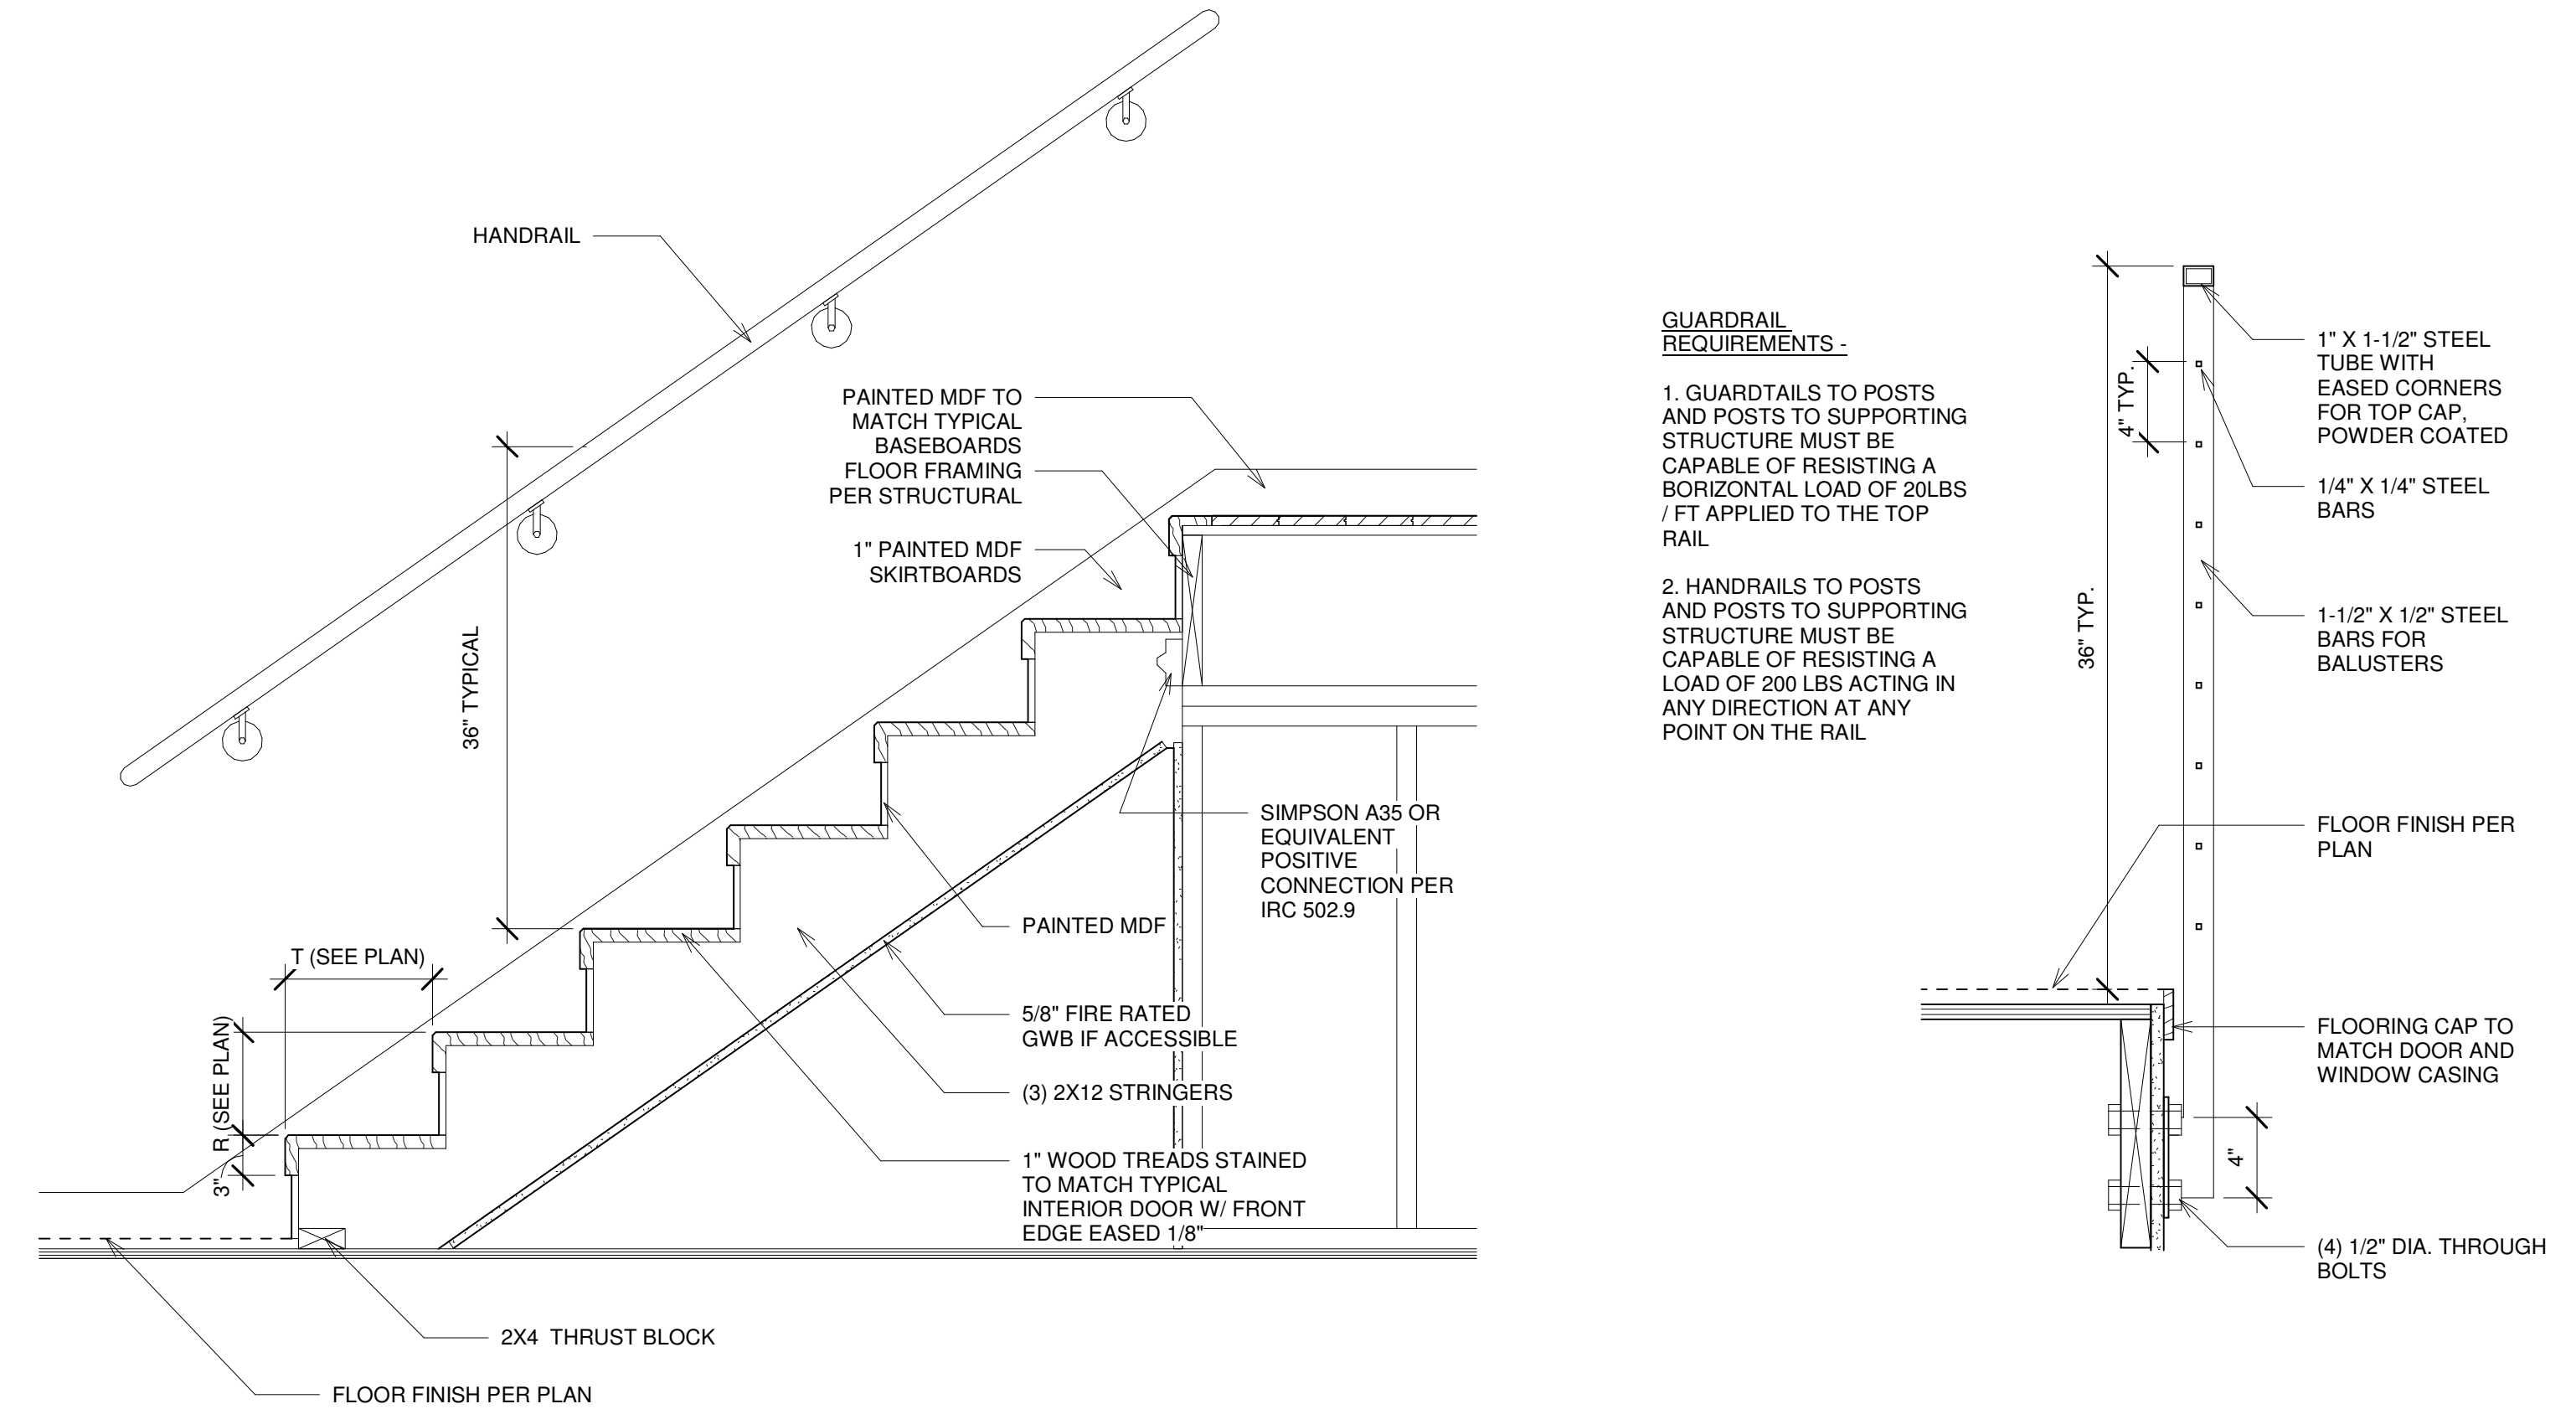 HANDRAIL
PAINTED MDF TO
MATCH TYPICAL
BASEBOARDS
FLOOR FRAMING
PER STRUCTURAL
1" PAINTED MDF
SKIRTBOARDS
36" TYPICAL
T (SEE PLAN)
R (SEE PLAN)
3"
SIMPSON A35 OR
EQUIVALENT
POSITIVE
CONNECTION PER
IRC 502.9
PAINTED MDF
5/8" FIRE RATED
GWB IF ACCESSIBLE
(3) 2X12 STRINGERS
1" WOOD TREADS STAINED
TO MATCH TYPICAL
INTERIOR DOOR W/ FRONT
EDGE EASED 1/8"
2X4 THRUST BLOCK
FLOOR FINISH PER PLAN
GUARDRAIL
REQUIREMENTS -
1. GUARDTAILS TO POSTS
AND POSTS TO SUPPORTING
STRUCTURE MUST BE
CAPABLE OF RESISTING A
BORIZONTAL LOAD OF 20LBS
/ FT APPLIED TO THE TOP
RAIL
2. HANDRAILS TO POSTS
AND POSTS TO SUPPORTING
STRUCTURE MUST BE
CAPABLE OF RESISTING A
LOAD OF 200 LBS ACTING IN
ANY DIRECTION AT ANY
POINT ON THE RAIL
36" TYP.
4" TYP.
1" X 1-1/2" STEEL
TUBE WITH
EASED CORNERS
FOR TOP CAP,
POWDER COATED
1/4" X 1/4" STEEL
BARS
1-1/2" X 1/2" STEEL
BARS FOR
BALUSTERS
FLOOR FINISH PER
PLAN
FLOORING CAP TO
MATCH DOOR AND
WINDOW CASING
4"
(4) 1/2" DIA. THROUGH
BOLTS